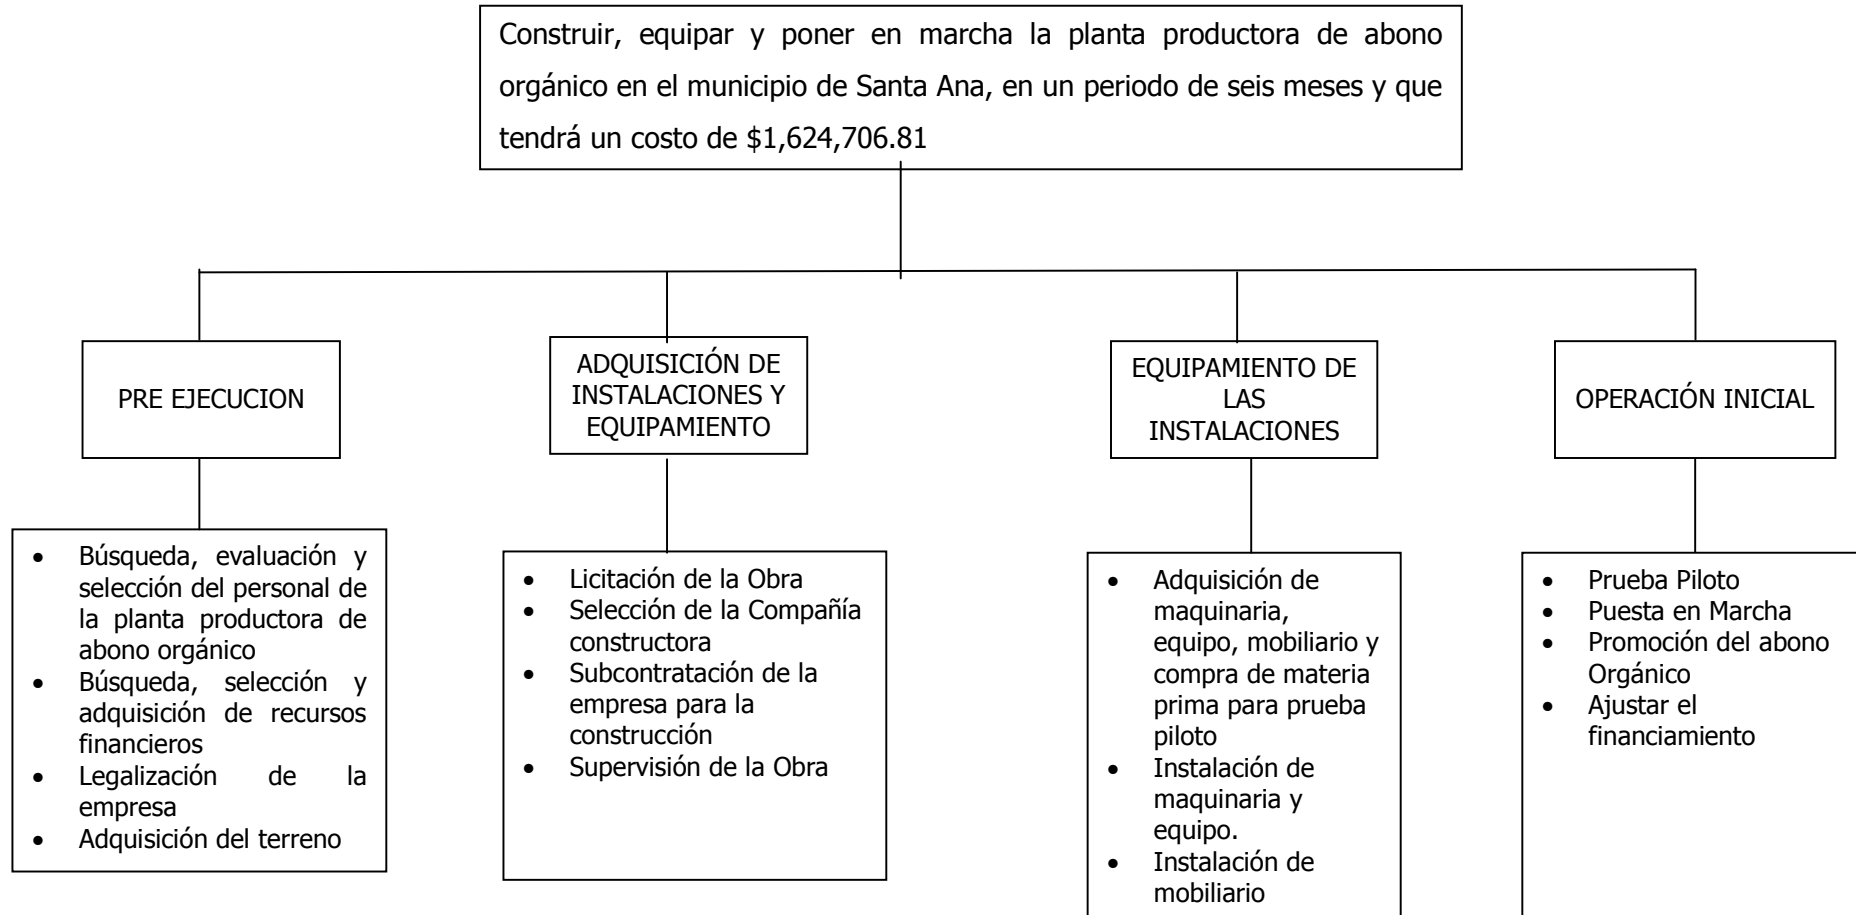 Construir, equipar y poner en marcha la planta productora de abono
orgánico en el municipio de Santa Ana, en un periodo de seis meses y que
tendrá un costo de $1,624,706.81
PRE EJECUCION
ADQUISICIÓN DE
INSTALACIONES Y
EQUIPAMIENTO
EQUIPAMIENTO DE
LAS
INSTALACIONES
OPERACIÓN INICIAL
• Búsqueda, evaluación y
selección del personal de
la planta productora de
abono orgánico
• Búsqueda, selección y
adquisición de recursos
financieros
• Legalización de la
empresa
• Adquisición del terreno
• Licitación de la Obra
• Selección de la Compañía
constructora
• Subcontratación de la
empresa para la
construcción
• Supervisión de la Obra
• Adquisición de
maquinaria,
equipo, mobiliario y
compra de materia
prima para prueba
piloto
• Instalación de
maquinaria y
equipo.
• Instalación de
mobiliario
• Prueba Piloto
• Puesta en Marcha
• Promoción del abono
Orgánico
• Ajustar el
financiamiento